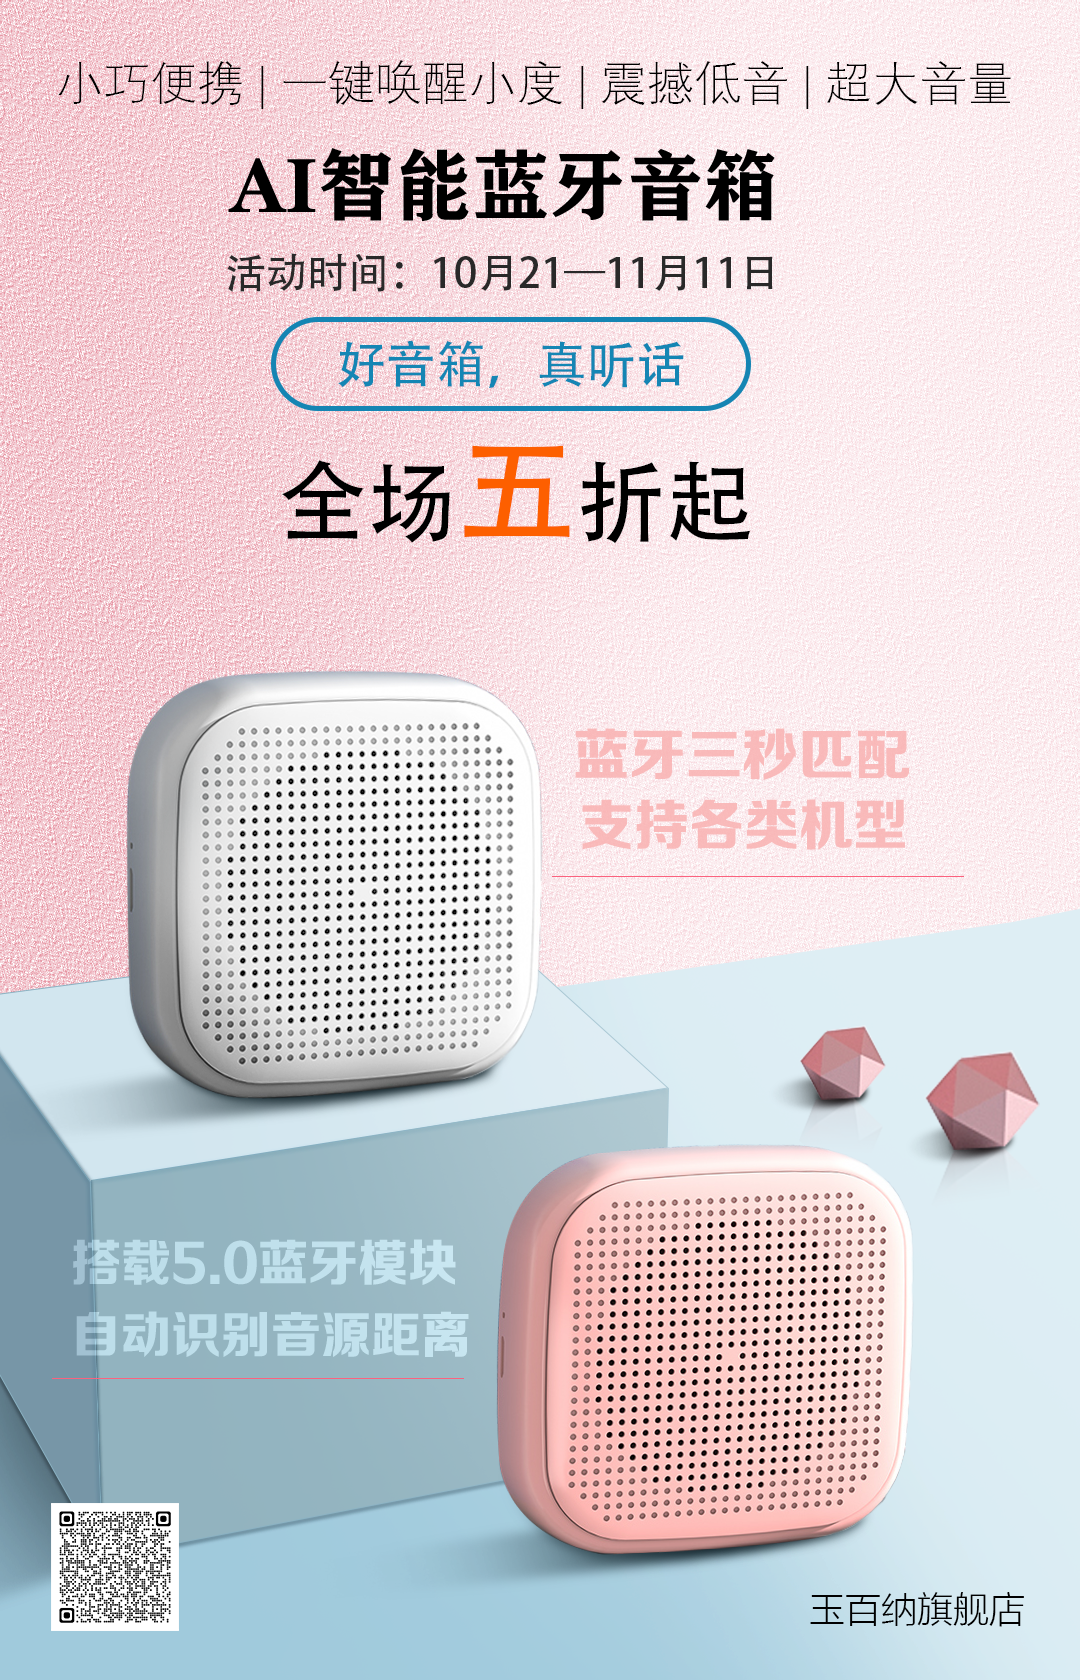 小巧便携 | 一键唤醒小度 | 震撼低音 | 超大音量
AI智能蓝牙音箱
活动时间：10月21—11月11日
好音箱，真听话
全场五折起
蓝牙三秒匹配
支持各类机型
搭载5.0蓝牙模块
自动识别音源距离
玉百纳旗舰店